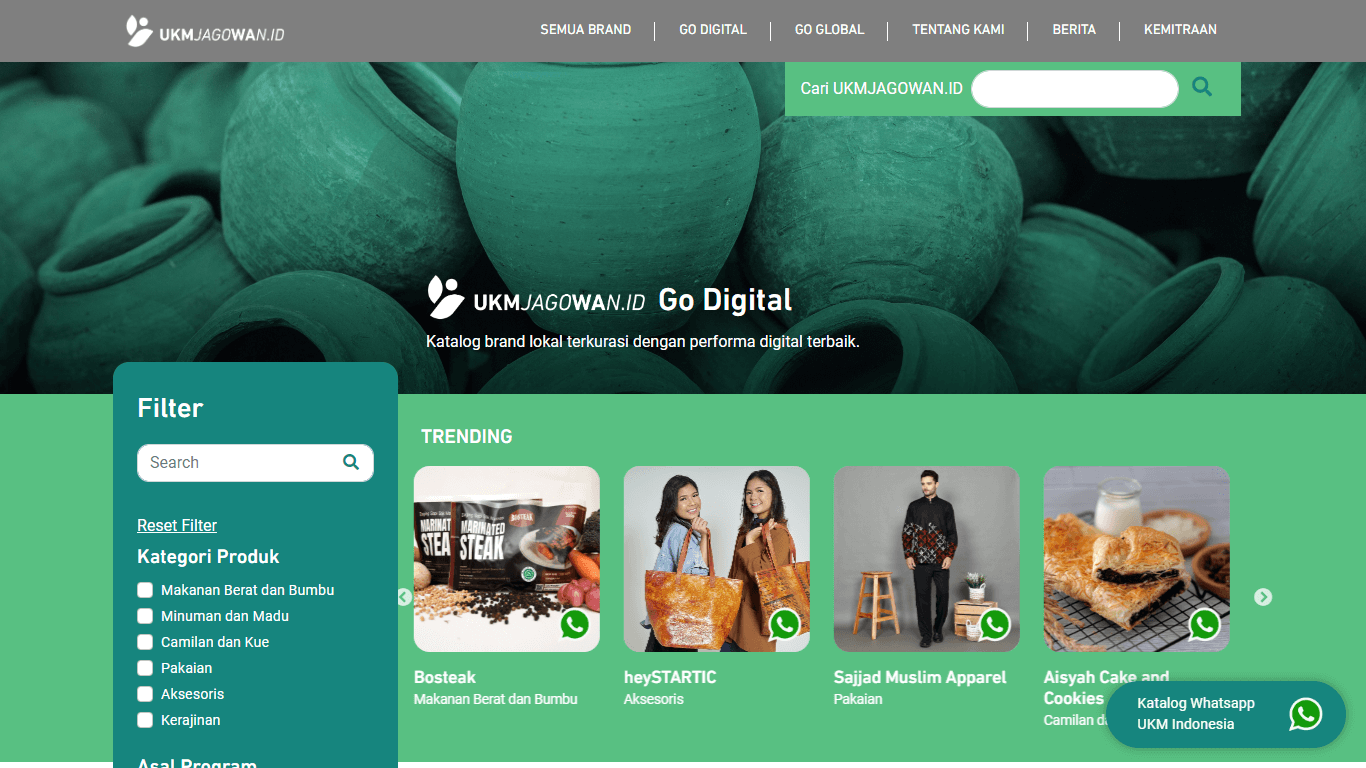 UKMJAGOWAN.ID
SEMUA BRAND
GO DIGITAL
GO GLOBAL
TENTANG KAMI
BERITA
KEMITRAAN
Cari UKMJAGOWAN.ID
UKMJAGOWAN.ID Go Digital
Katalog brand lokal terkurasi dengan performa digital terbaik.
Filter
Search
Reset Filter
Kategori Produk
Makanan Berat dan Bumbu
Minuman dan Madu
Camilan dan Kue
Pakaian
Aksesoris
Kerajinan
Asal Program
TRENDING
MARINATED
STEAK
BOSTEAK
MARINATED
STEAK
Bosteak
Makanan Berat dan Bumbu
heySTARTIC
Aksesoris
Sajjad Muslim Apparel
Pakaian
Aisyah Cake and
Cookies
Camilan
Katalog Whatsapp
UKM Indonesia